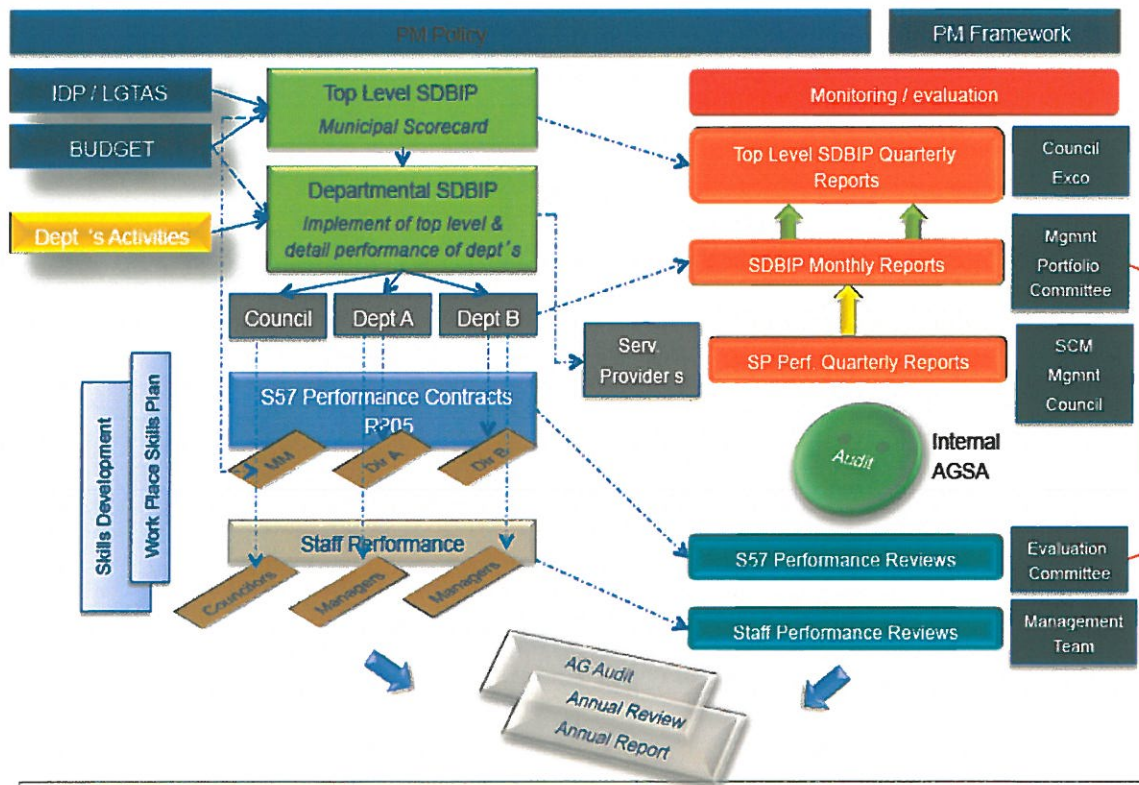 PM Policy
PM Framework
IDP / LGTAS
BUDGET
Dept 's Activities
Top Level SDBIP
Municipal Scorecard
Departmental SDBIP
Implement of top level &
detail performance of dept's
Council
Dept A
Dept B
Serv.
Provider s
S57 Performance Contracts
R805
MM
Dir A
Dir B
Skills Development
Work Place Skills Plan
Staff Performance
Councilors
Managers
Managers
Monitoring / evaluation
Top Level SDBIP Quarterly
Reports
Council
Exco
SDBIP Monthly Reports
Mgmnt
Portfolio
Committee
SP Perf. Quarterly Reports
SCM
Mgmnt
Council
Audit
Internal
AGSA
S57 Performance Reviews
Evaluation
Committee
Staff Performance Reviews
Management
Team
AG Audit
Annual Review
Annual Report